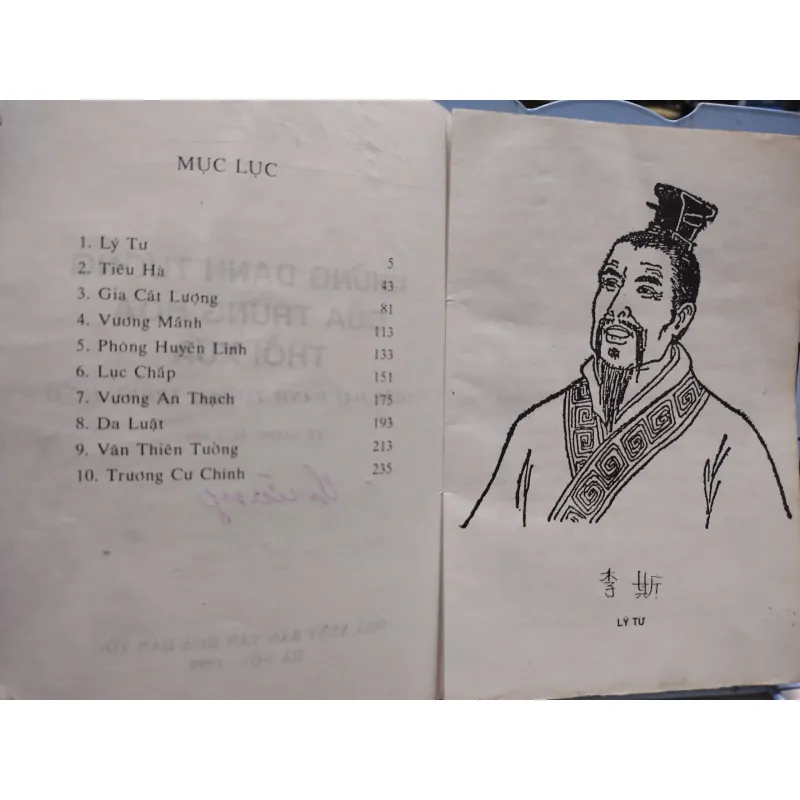 MỤC LỤC
1. Lý Tư 5
2. Tiêu Hà 43
3. Gia Cát Lượng 81
4. Vương Mãnh 113
5. Phòng Huyền Linh 133
6. Lục Chấp 151
7. Vương An Thạch 175
8. Da Luật 193
9. Văn Thiên Tường 213
10. Trương Cư Chính 235
李斯
LÝ TƯ